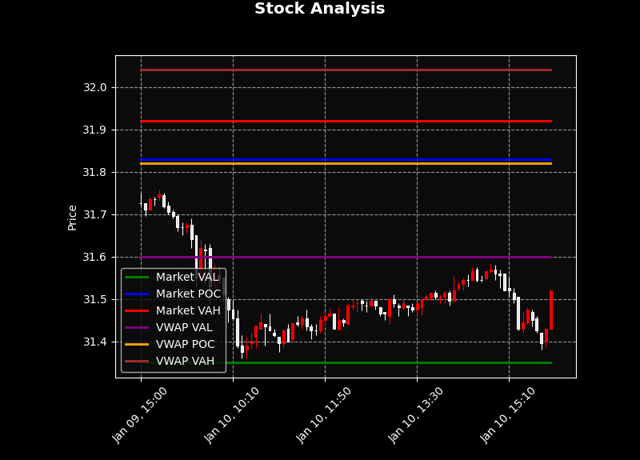 Stock Analysis
Price
32.0
31.9
31.8
31.7
31.6
31.5
31.4
Market VAL
Market POC
Market VAH
VWAP VAL
VWAP POC
VWAP VAH
Jan 09, 15:00
Jan 10, 10:10
Jan 10, 11:50
Jan 10, 13:30
Jan 10, 15:10